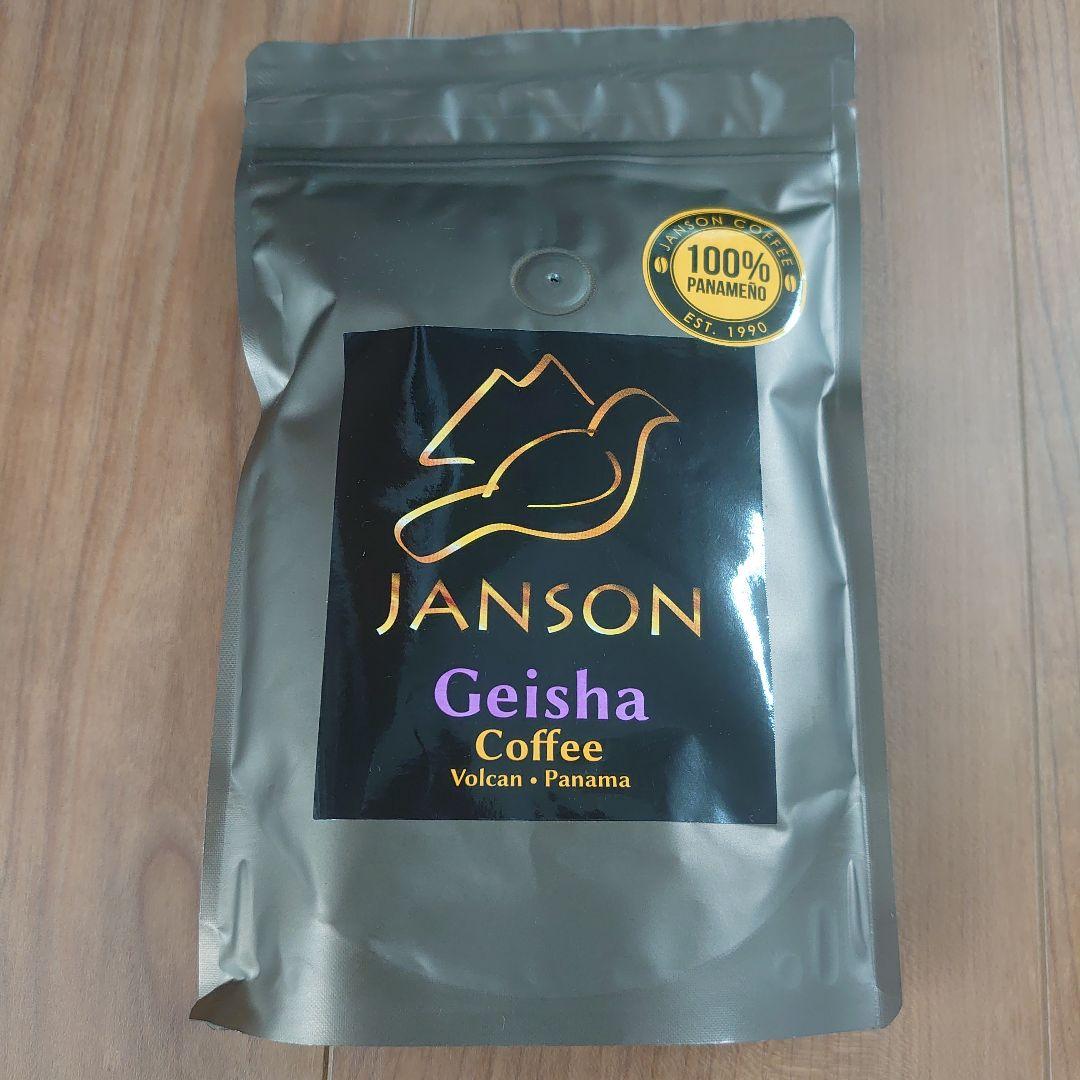 JANSON COFFEE
100%
PANAMEÑO
EST. 1990
JANSON
Geisha
Coffee
Volcan • Panama